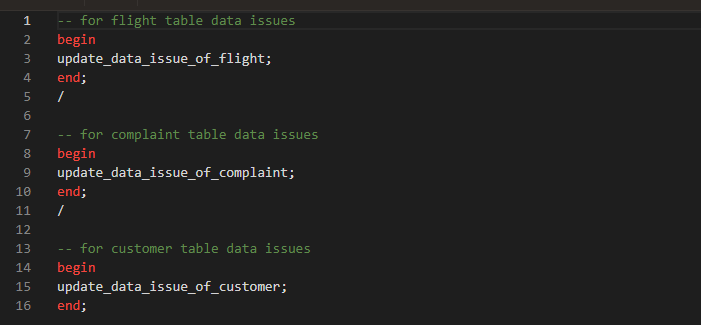 1 -- for flight table data issues
2 begin
3 update_data_issue_of_flight;
4 end;
5 /
6
7 -- for complaint table data issues
8 begin
9 update_data_issue_of_complaint;
10 end;
11 /
12
13 -- for customer table data issues
14 begin
15 update_data_issue_of_customer;
16 end;